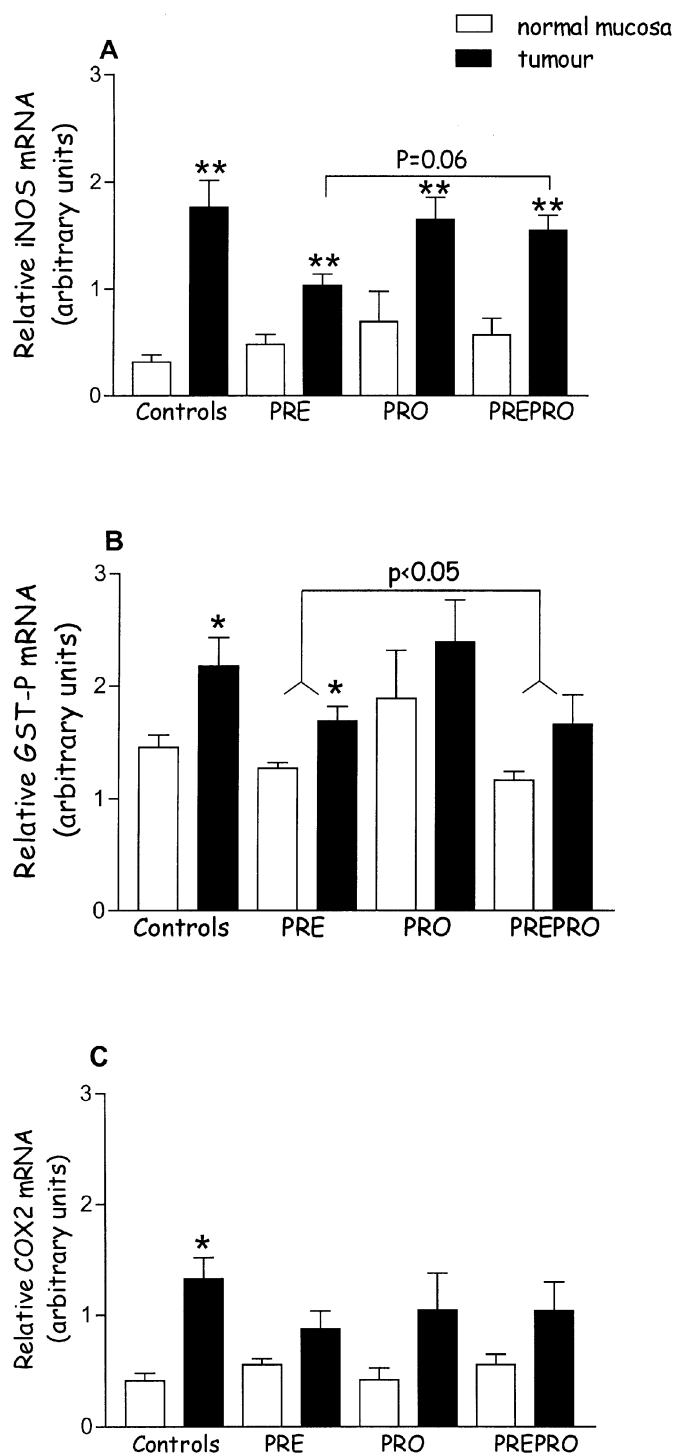 normal mucosa
tumour
A
Relative iNOS mRNA
(arbitrary units)
3
2
1
0
**
**
**
**
P=0.06
Controls PRE PRO PREPRO
B
Relative GST-P mRNA
(arbitrary units)
3
2
1
0
*
*
p<0.05
Controls PRE PRO PREPRO
C
Relative COX2 mRNA
(arbitrary units)
3
2
1
0
*
Controls PRE PRO PREPRO